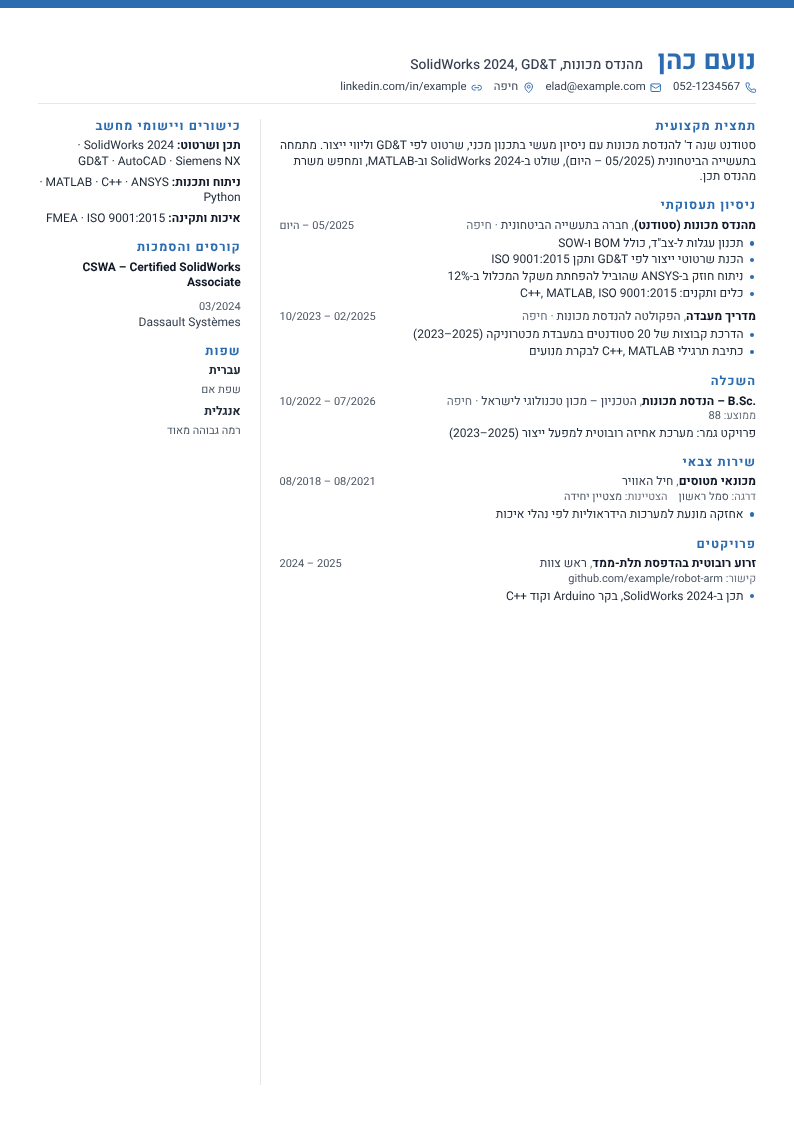 נועם כהן מהנדס מכונות, SolidWorks 2024, GD&T
052-1234567 elad@example.com חיפה linkedin.com/in/example
תמצית מקצועית
סטודנט שנה ד' להנדסת מכונות עם ניסיון מעשי בתכנון מכני, שרטוט לפי GD&T וליווי ייצור. מתמחה
בתעשייה הביטחונית (05/2025 – היום), שולט ב-SolidWorks 2024 וב-MATLAB, ומחפש משרת
מהנדס תכן.
ניסיון תעסוקתי
מהנדס מכונות (סטודנט), חברה בתעשייה הביטחונית · חיפה 05/2025 – היום
תכנון עגלות ל-צב"ד, כולל BOM ו-SOW
הכנת שרטוטי ייצור לפי GD&T ותקן ISO 9001:2015
ניתוח חוזק ב-ANSYS שהוביל להפחתת משקל המכלול ב-12%
כלים ותקנים: C++, MATLAB, ISO 9001:2015
מדריך מעבדה, הפקולטה להנדסת מכונות · חיפה 10/2023 – 02/2025
הדרכת קבוצות של 20 סטודנטים במעבדת מכטרוניקה (2023–2025)
כתיבת תרגילי C++, MATLAB לבקרת מנועים
השכלה
B.Sc. – הנדסת מכונות, הטכניון – מכון טכנולוגי לישראל · חיפה 10/2022 – 07/2026
ממוצע: 88
פרויקט גמר: מערכת אחיזה רובוטית למפעל ייצור (2023–2025)
שירות צבאי
מכונאי מטוסים, חיל האוויר 08/2018 – 08/2021
דרגה: סמל ראשון הצטיינות: מצטיין יחידה
אחזקה מונעת למערכות הידראוליות לפי נהלי איכות
פרויקטים
זרוע רובוטית בהדפסת תלת-ממד, ראש צוות 2024 – 2025
קישור: github.com/example/robot-arm
תכן ב-SolidWorks 2024, בקר Arduino וקוד C++
כישורים ויישומי מחשב
תכן ושרטוט: SolidWorks 2024 ·
GD&T · AutoCAD · Siemens NX
ניתוח ותכנות: MATLAB · C++ · ANSYS ·
Python
איכות ותקינה: FMEA · ISO 9001:2015
קורסים והסמכות
CSWA – Certified SolidWorks
Associate
03/2024
Dassault Systèmes
שפות
עברית
שפת אם
אנגלית
רמה גבוהה מאוד